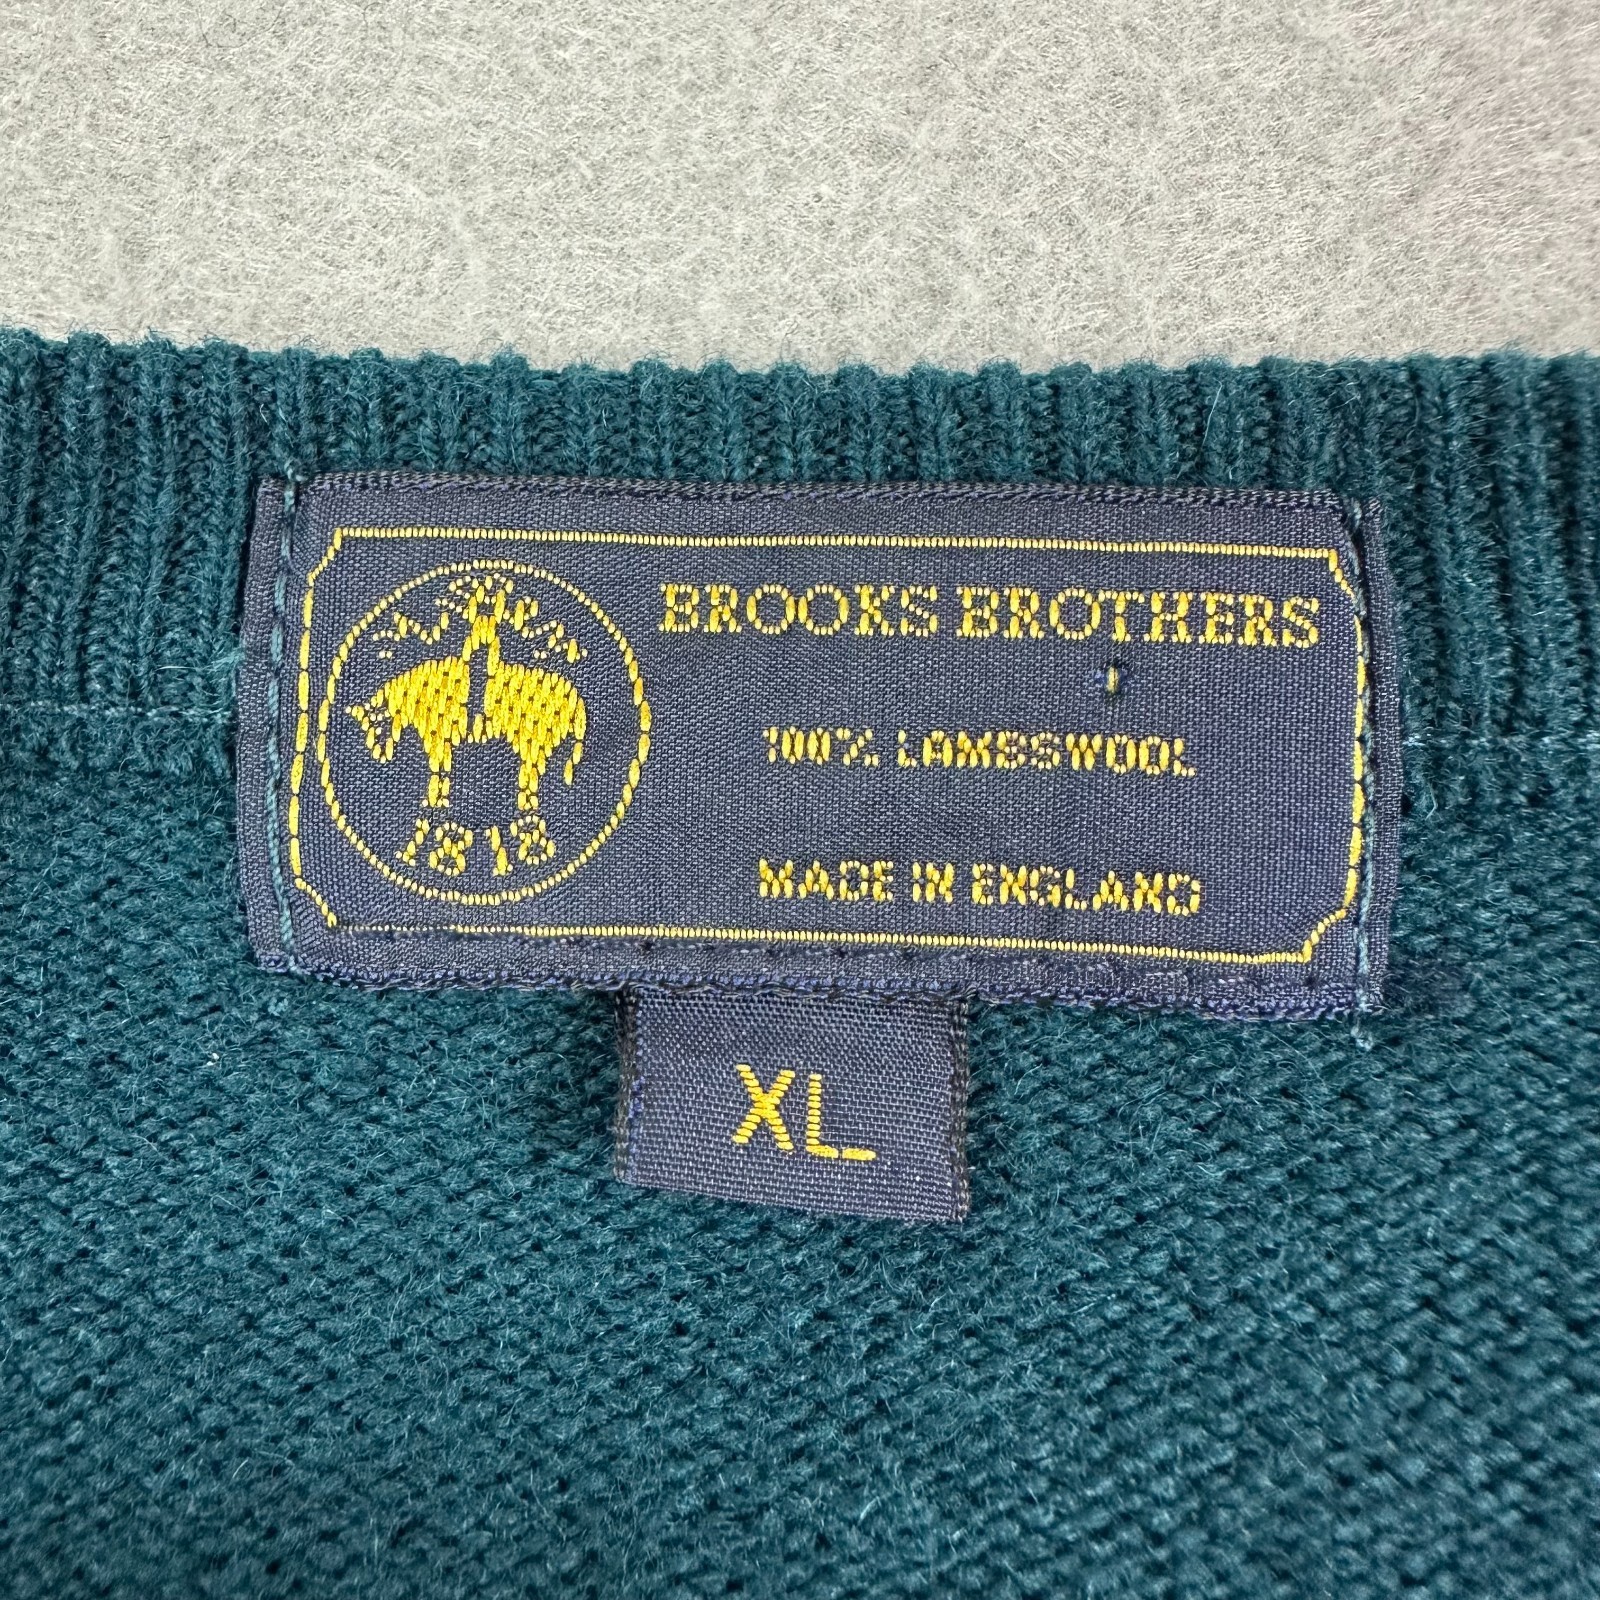 BROOKS BROTHERS
1818
100% LAMBSWOOL
MADE IN ENGLAND
XL